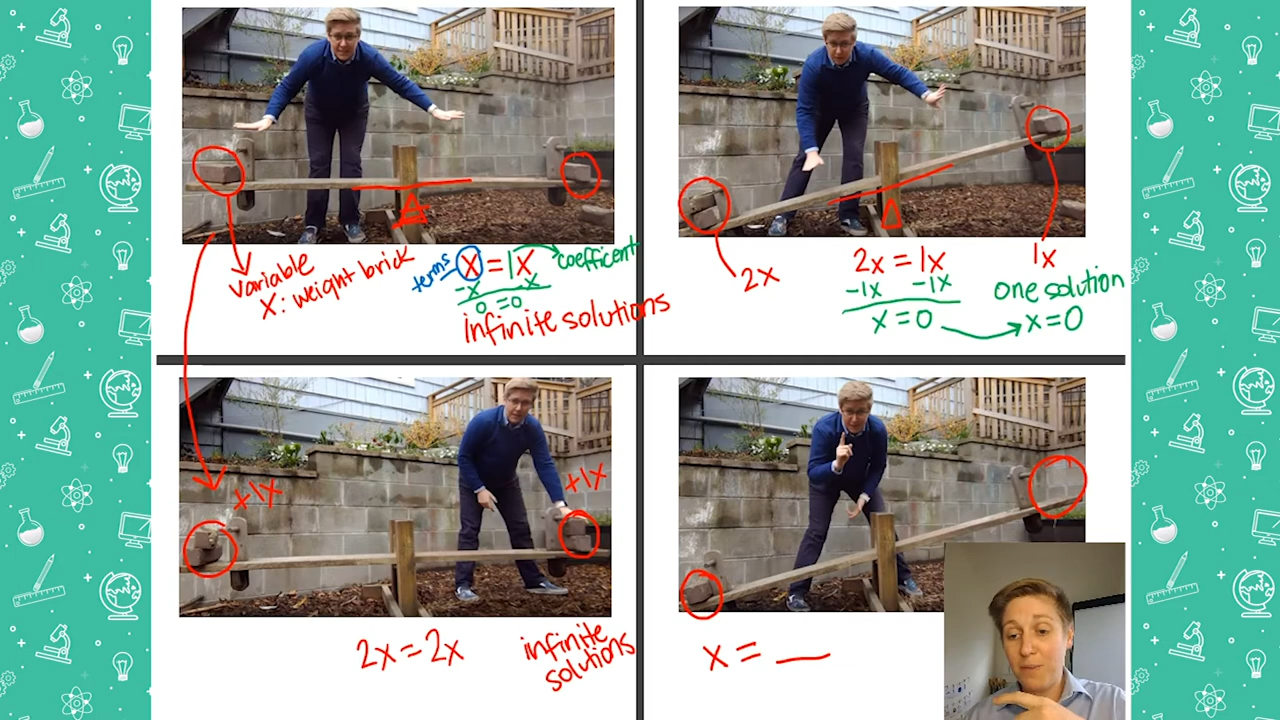 variable
x: weight brick
terms
x = 1x
coefficent
-x -x
0 = 0
infinite solutions
2x
2x = 1x
-1x -1x
x = 0
1x
one solution
x = 0
+1x
+1x
2x = 2x
infinite
solutions
x = __